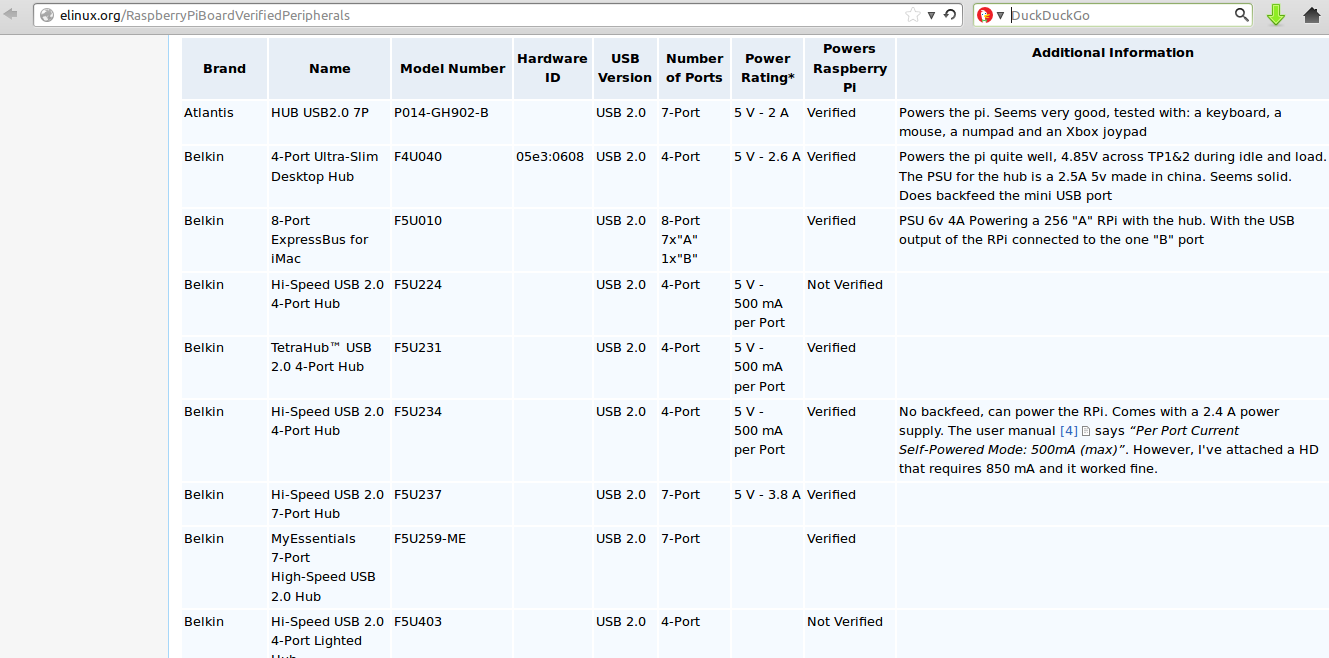 elinux.org/RaspberryPiBoardVerifiedPeripherals
DuckDuckGo
Brand
Name
Model Number
Hardware
ID
USB
Version
Number
of Ports
Power
Rating*
Powers
Raspberry
Pi
Additional Information
Atlantis
HUB USB2.0 7P
P014-GH902-B
USB 2.0
7-Port
5 V - 2 A
Verified
Powers the pi. Seems very good, tested with: a keyboard, a
mouse, a numpad and an Xbox joypad
Belkin
4-Port Ultra-Slim
Desktop Hub
F4U040
05e3:0608
USB 2.0
4-Port
5 V - 2.6 A
Verified
Powers the pi quite well, 4.85V across TP1&2 during idle and load.
The PSU for the hub is a 2.5A 5v made in china. Seems solid.
Does backfeed the mini USB port
Belkin
8-Port
ExpressBus for
iMac
F5U010
USB 2.0
8-Port
7x"A"
1x"B"
Verified
PSU 6v 4A Powering a 256 "A" RPi with the hub. With the USB
output of the RPi connected to the one "B" port
Belkin
Hi-Speed USB 2.0
4-Port Hub
F5U224
USB 2.0
4-Port
5 V -
500 mA
per Port
Not Verified
Belkin
TetraHub™ USB
2.0 4-Port Hub
F5U231
USB 2.0
4-Port
5 V -
500 mA
per Port
Verified
Belkin
Hi-Speed USB 2.0
4-Port Hub
F5U234
USB 2.0
4-Port
5 V -
500 mA
per Port
Verified
No backfeed, can power the RPi. Comes with a 2.4 A power
supply. The user manual [4] says “Per Port Current
Self-Powered Mode: 500mA (max)”. However, I've attached a HD
that requires 850 mA and it worked fine.
Belkin
Hi-Speed USB 2.0
7-Port Hub
F5U237
USB 2.0
7-Port
5 V - 3.8 A
Verified
Belkin
MyEssentials
7-Port
High-Speed USB
2.0 Hub
F5U259-ME
USB 2.0
7-Port
Verified
Belkin
Hi-Speed USB 2.0
4-Port Lighted
F5U403
USB 2.0
4-Port
Not Verified